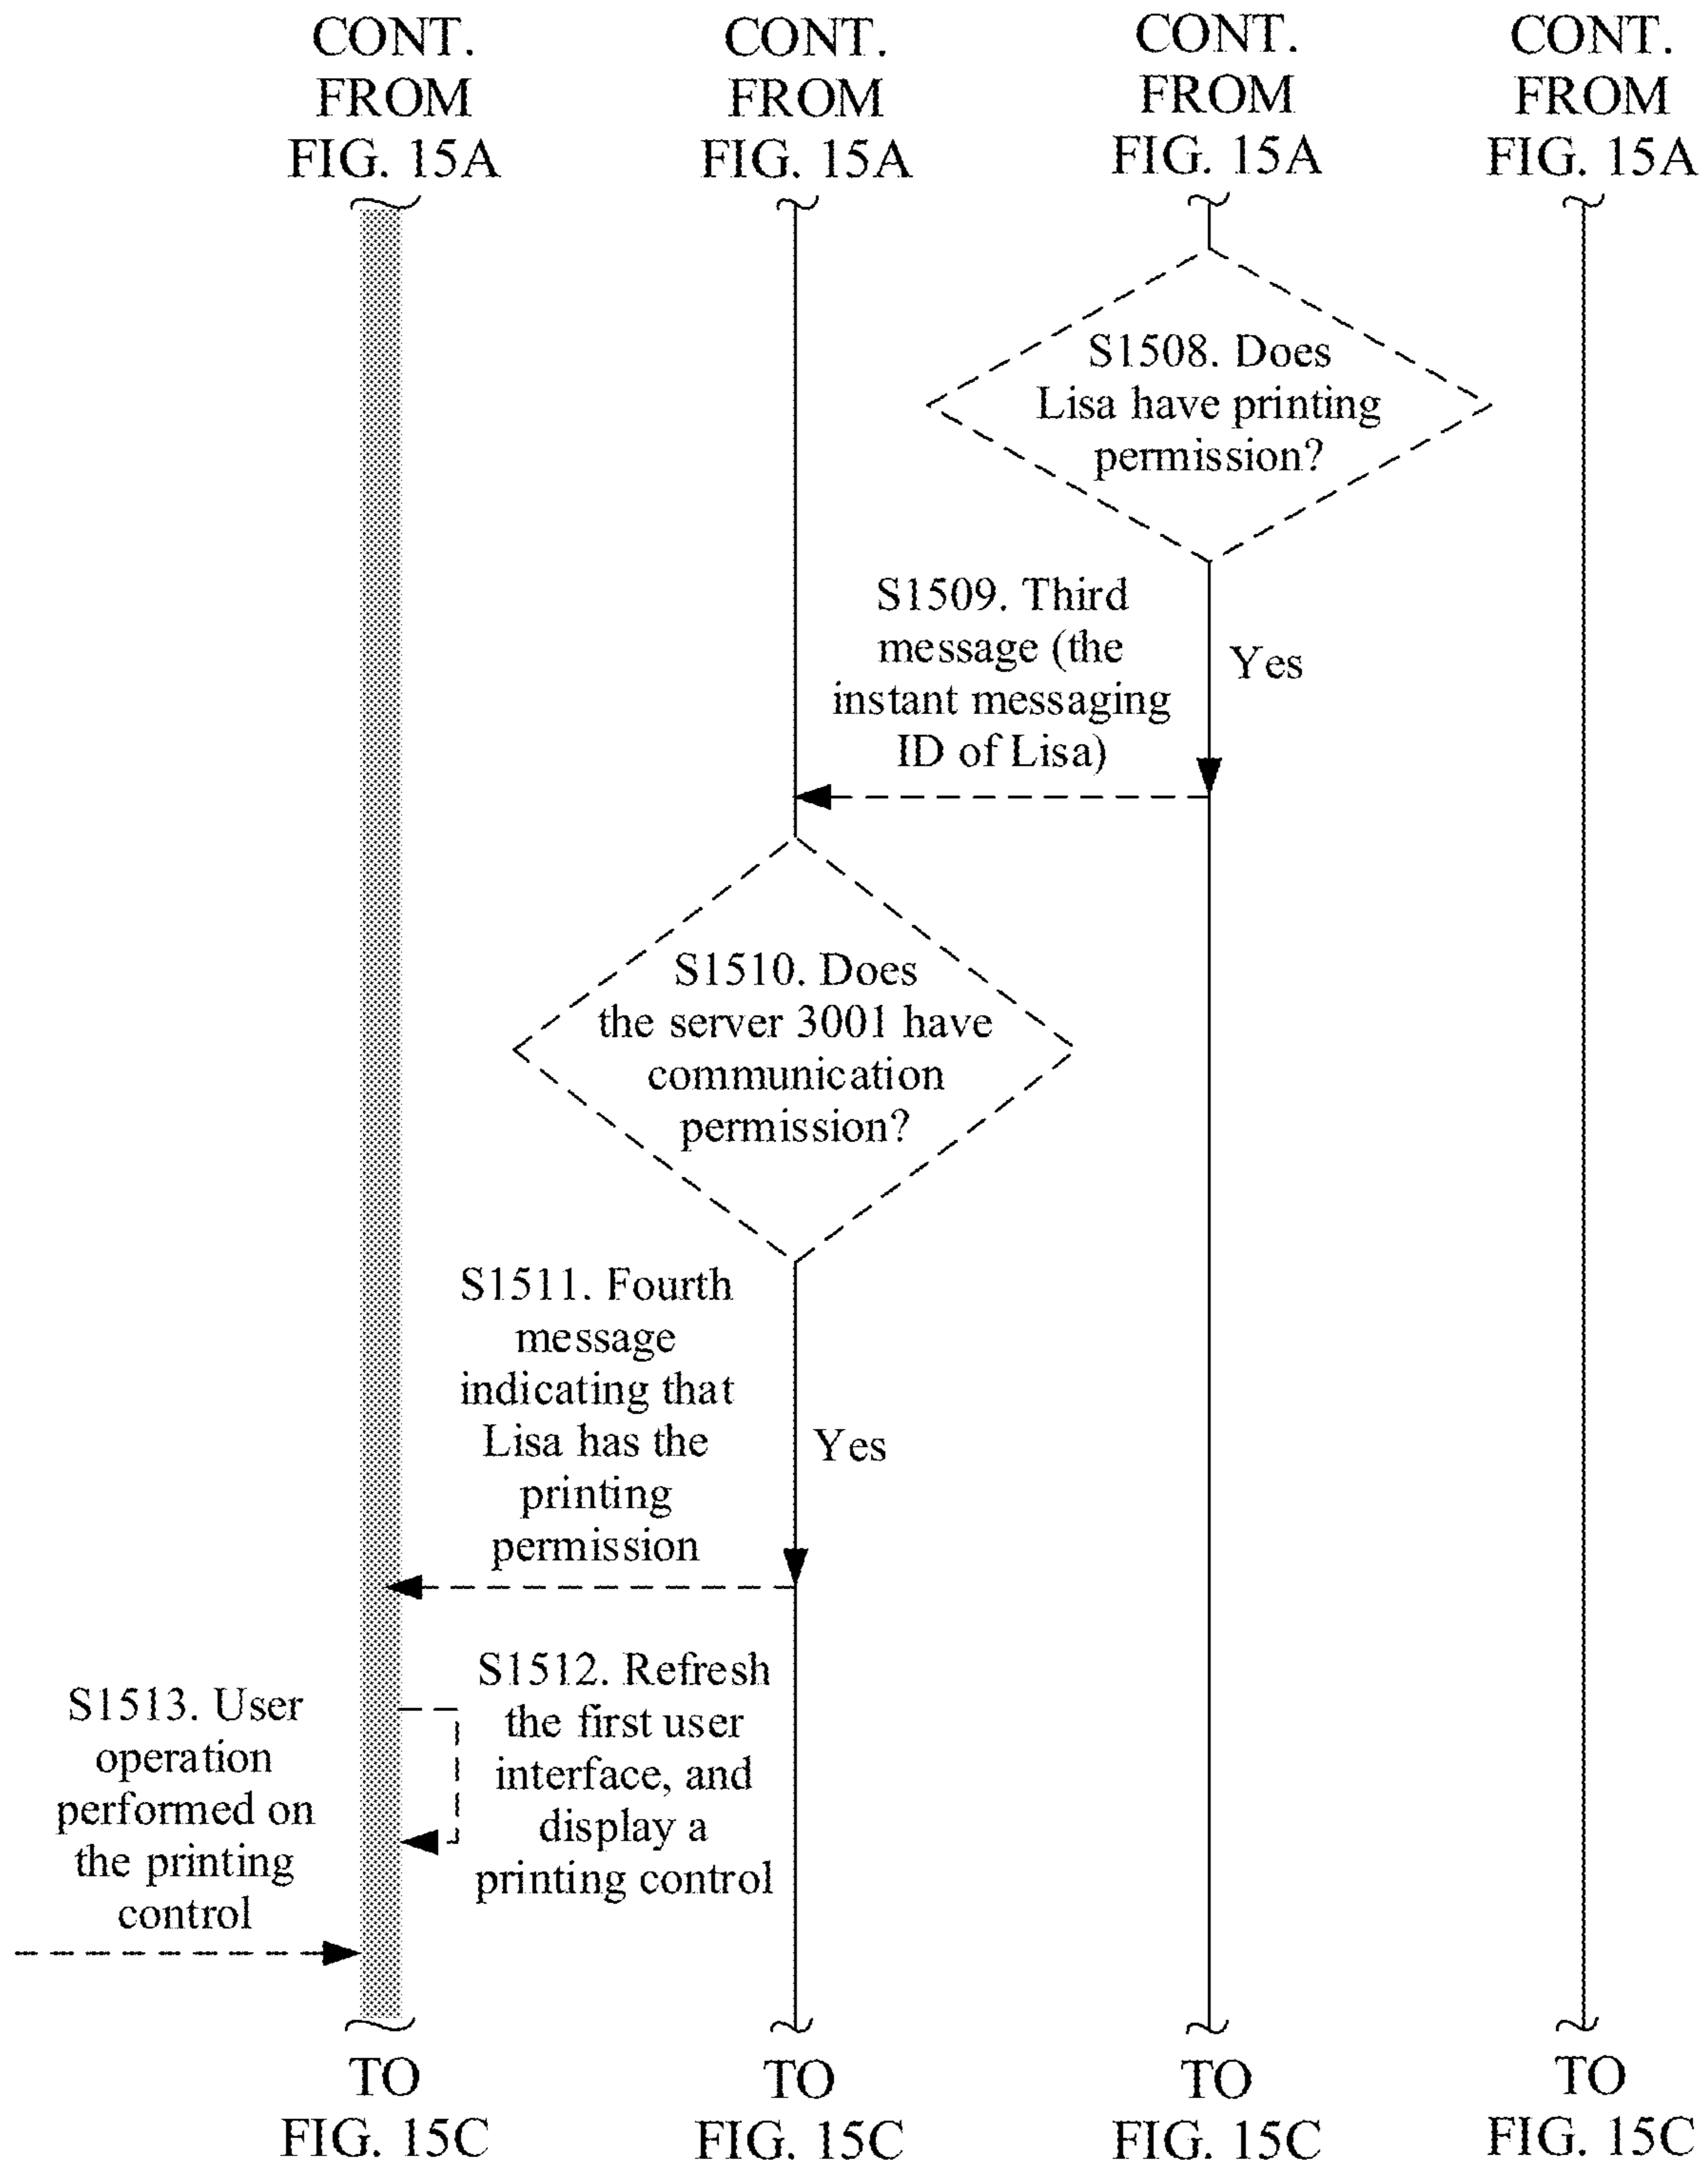 CONT.
FROM
FIG. 15A
CONT.
FROM
FIG. 15A
CONT.
FROM
FIG. 15A
CONT.
FROM
FIG. 15A
S1508. Does
Lisa have printing
permission?
S1509. Third
message (the
instant messaging
ID of Lisa)
Yes
S1510. Does
the server 3001 have
communication
permission?
S1511. Fourth
message
indicating that
Lisa has the
printing
permission
Yes
S1512. Refresh
the first user
interface, and
display a
printing control
S1513. User
operation
performed on
the printing
control
TO
FIG. 15C
TO
FIG. 15C
TO
FIG. 15C
TO
FIG. 15C